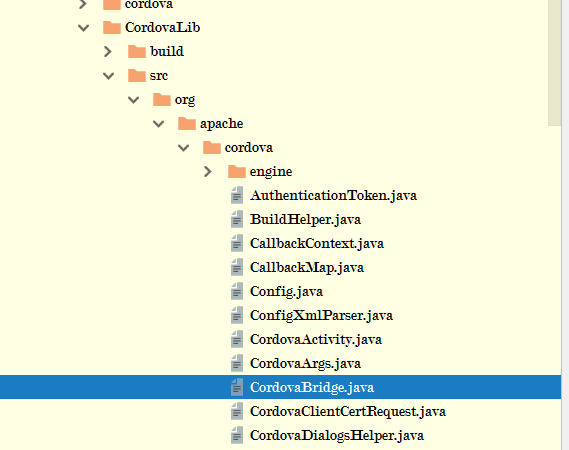 cordova
CordovaLib
build
src
org
apache
cordova
engine
AuthenticationToken.java
BuildHelper.java
CallbackContext.java
CallbackMap.java
Config.java
ConfigXmlParser.java
CordovaActivity.java
CordovaArgs.java
CordovaBridge.java
CordovaClientCertRequest.java
CordovaDialogsHelper.java